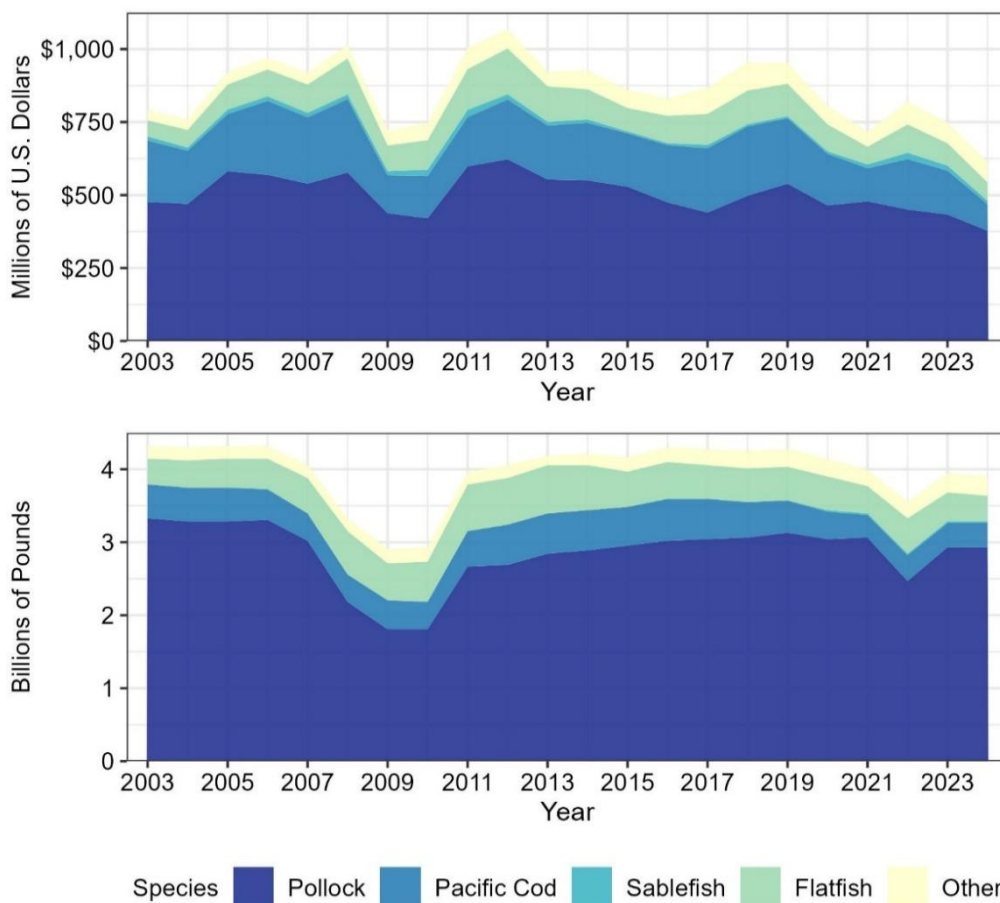 Millions of U.S. Dollars
$1,000
$750
$500
$250
$0
2003 2005 2007 2009 2011 2013 2015 2017 2019 2021 2023
Year
Billions of Pounds
4
3
2
1
0
2003 2005 2007 2009 2011 2013 2015 2017 2019 2021 2023
Year
Species Pollock Pacific Cod Sablefish Flatfish Other